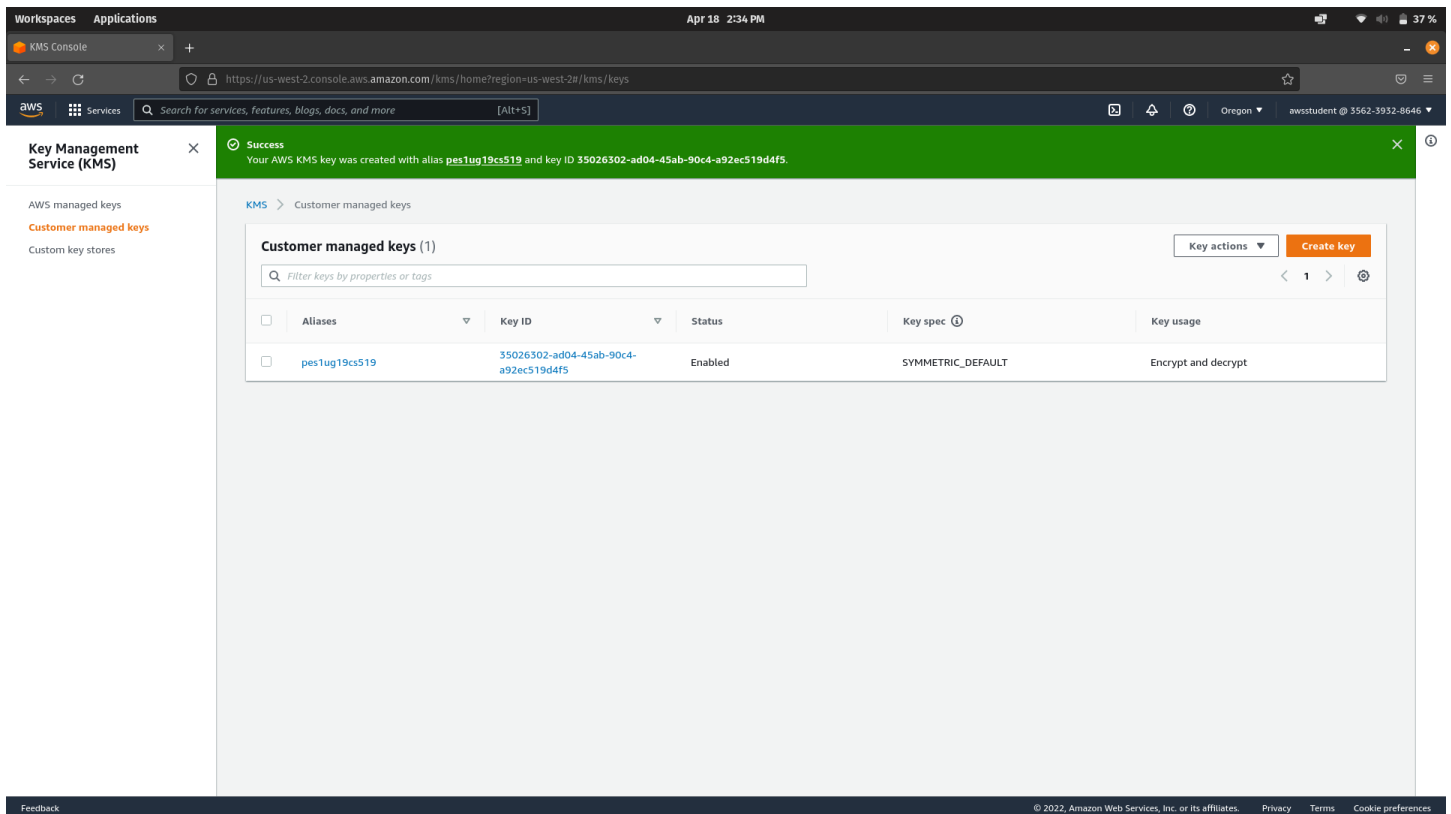 Workspaces Applications Apr 18 2:34 PM 37 %
KMS Console
https://us-west-2.console.aws.amazon.com/kms/home?region=us-west-2#/kms/keys
aws Services Search for services, features, blogs, docs, and more [Alt+S] Oregon awsstudent @ 3562-3932-8646
Key Management
Service (KMS)
AWS managed keys
Customer managed keys
Custom key stores
Success
Your AWS KMS key was created with alias pes1ug19cs519 and key ID 35026302-ad04-45ab-90c4-a92ec519d4f5.
KMS Customer managed keys
Customer managed keys (1)
Key actions Create key
Filter keys by properties or tags
1
Aliases Key ID Status Key spec Key usage
pes1ug19cs519 35026302-ad04-45ab-90c4- Enabled SYMMETRIC_DEFAULT Encrypt and decrypt
a92ec519d4f5
Feedback © 2022, Amazon Web Services, Inc. or its affiliates. Privacy Terms Cookie preferences